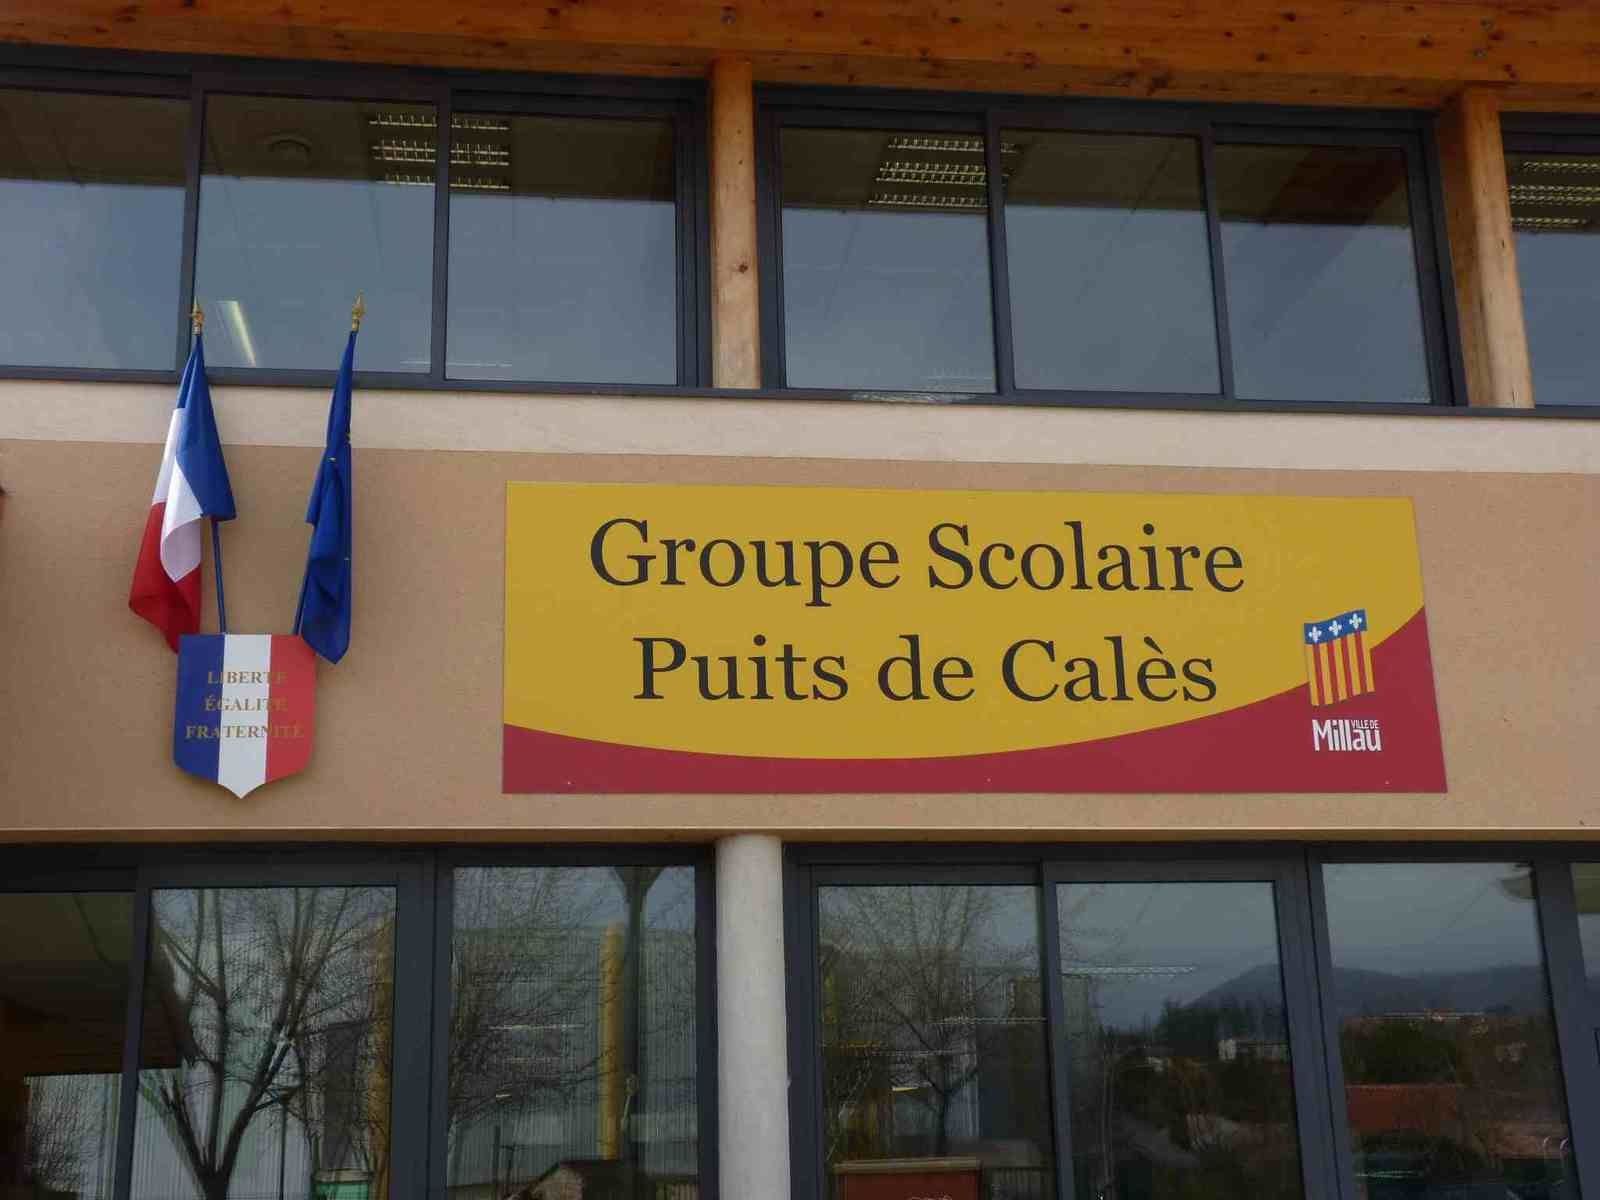 Groupe Scolaire
Puits de Calès
VILLE DE
Millau
LIBERTÉ
ÉGALITÉ
FRATERNITÉ